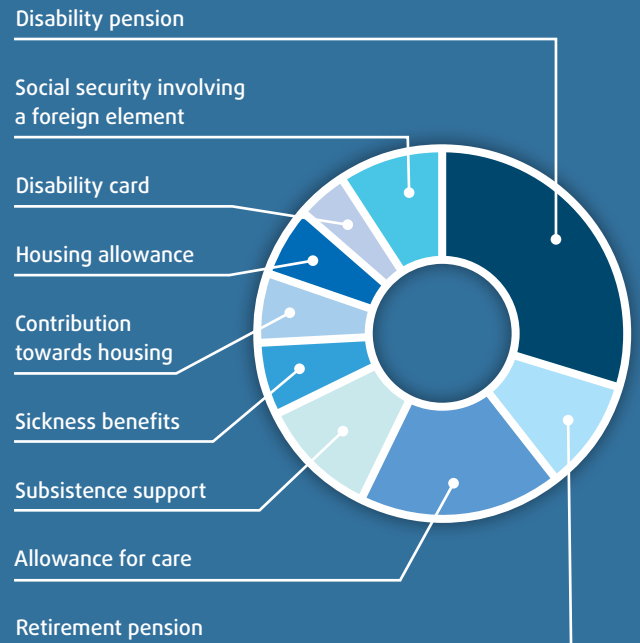 Disability pension
Social security involving
a foreign element
Disability card
Housing allowance
Contribution
towards housing
Sickness benefits
Subsistence support
Allowance for care
Retirement pension